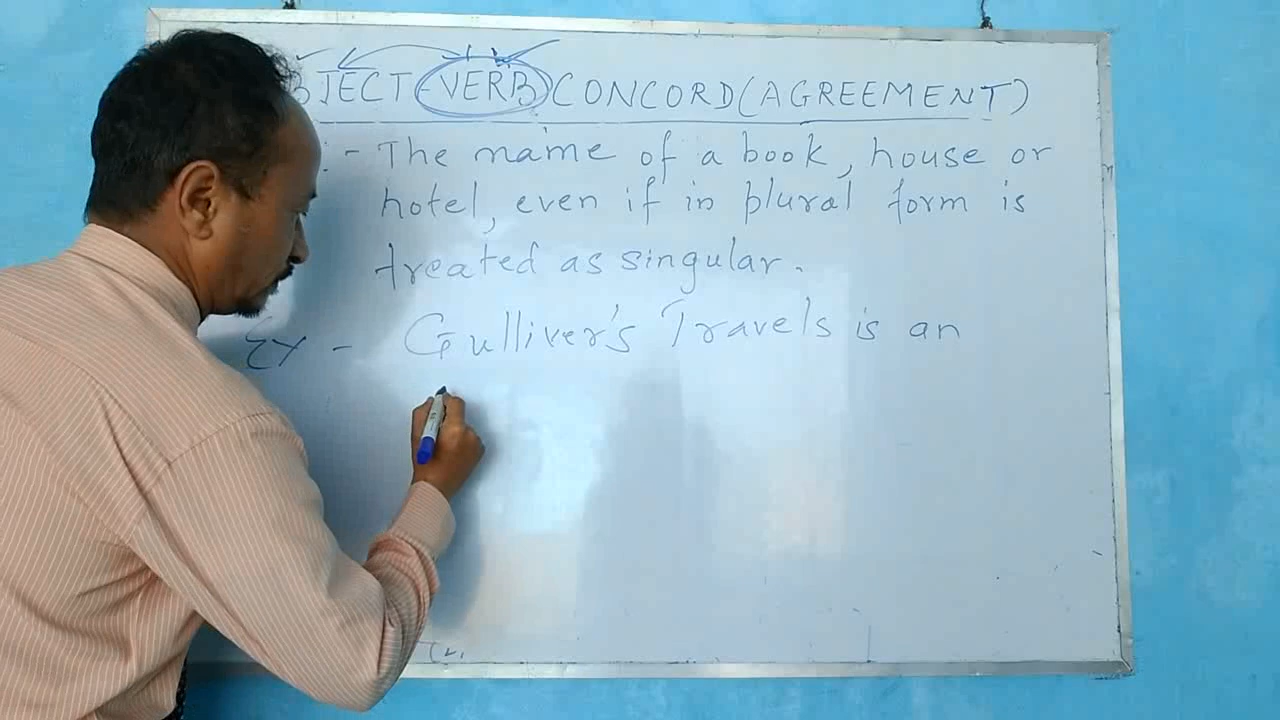 BJECT-VERB CONCORD (AGREEMENT)
:- The name of a book, house or
hotel, even if in plural form is
treated as singular.
Ex - Gulliver's Travels is an